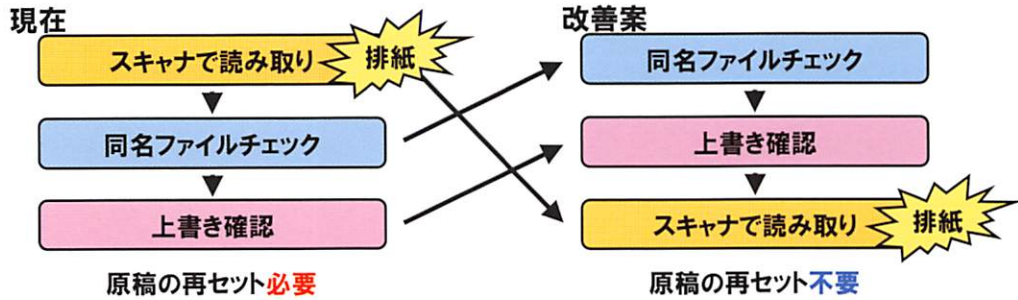 現在
スキャナで読み取り
排紙
同名ファイルチェック
上書き確認
原稿の再セット必要
改善案
同名ファイルチェック
上書き確認
スキャナで読み取り
排紙
原稿の再セット不要